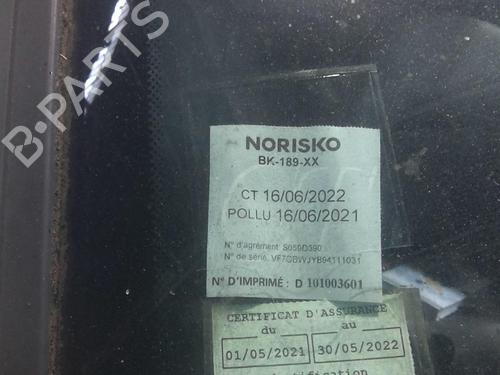 B-PARTS
NORISKO
BK-189-XX
CT 16/06/2022
POLLU 16/06/2021
N° d'agrément: S059D390
N° de série: VF7GBWJYB94111031
N° D'IMPRIMÉ: D 101003601
CERTIFICAT D'ASSURANCE
du au
01/05/2021 30/05/2022